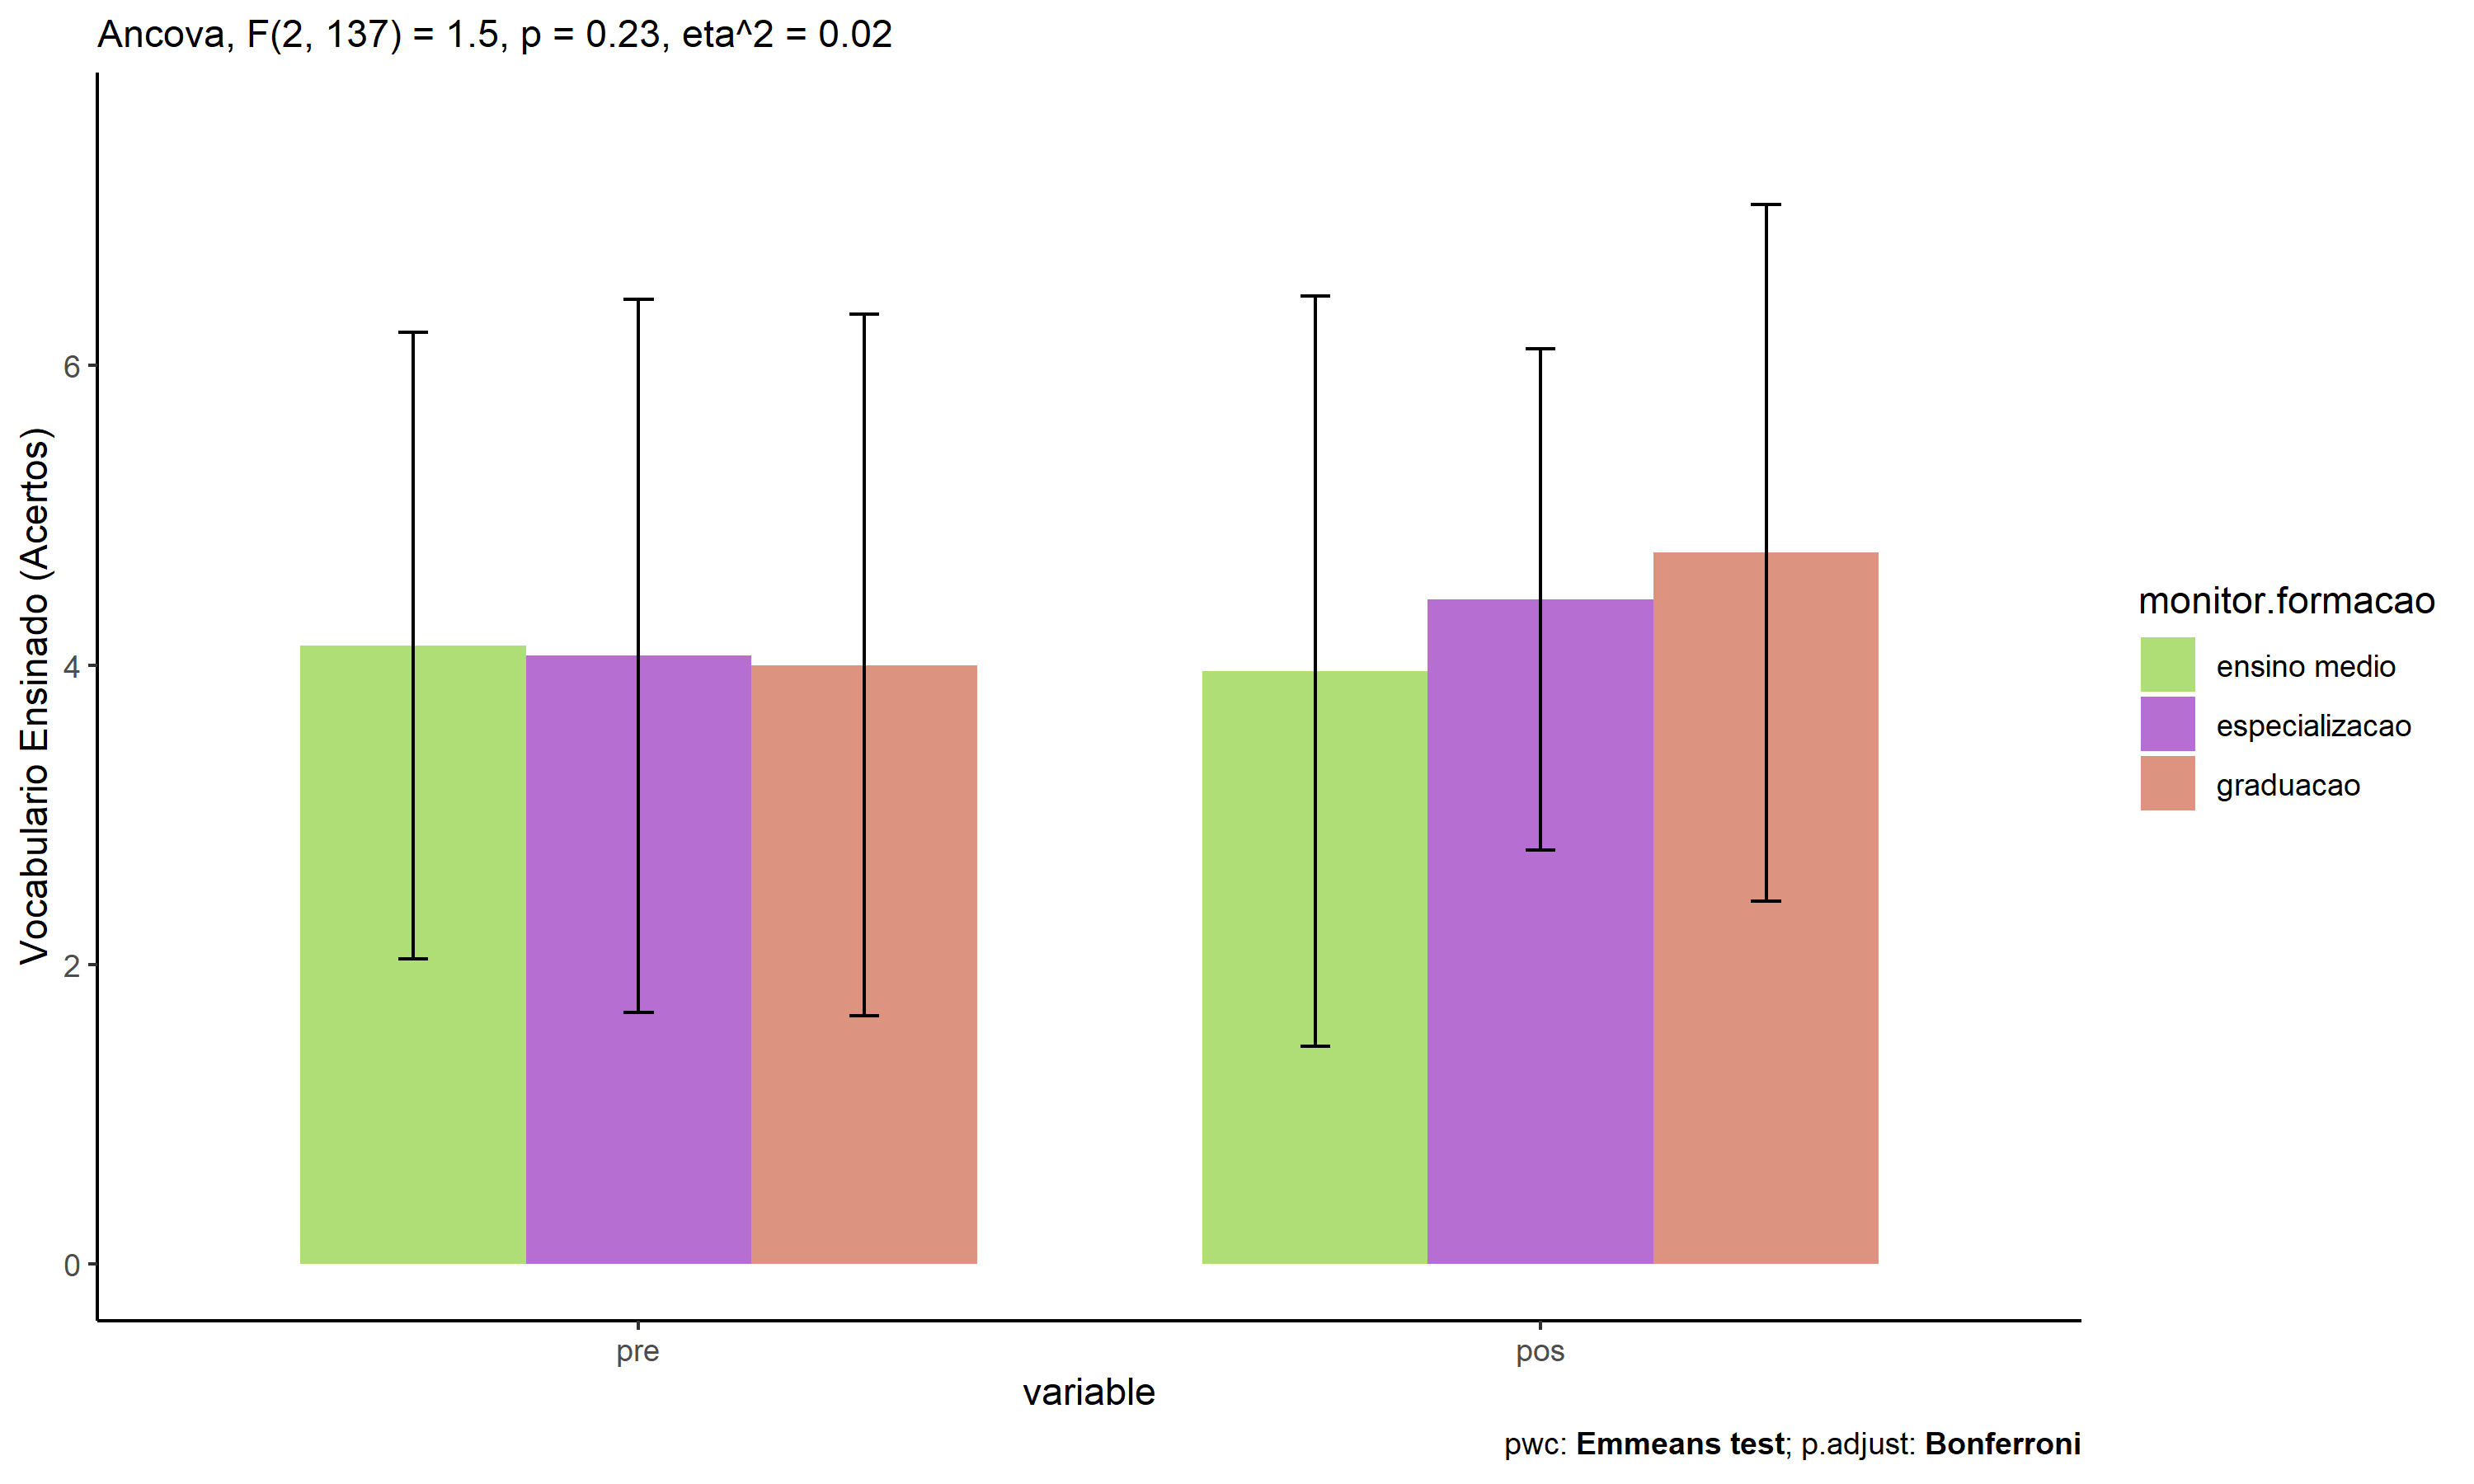 Ancova, F(2, 137) = 1.5, p = 0.23, eta^2 = 0.02
Vocabulario Ensinado (Acertos)
6
4
2
0
pre
pos
variable
monitor.formacao
ensino medio
especializacao
graduacao
pwc: Emmeans test; p.adjust: Bonferroni